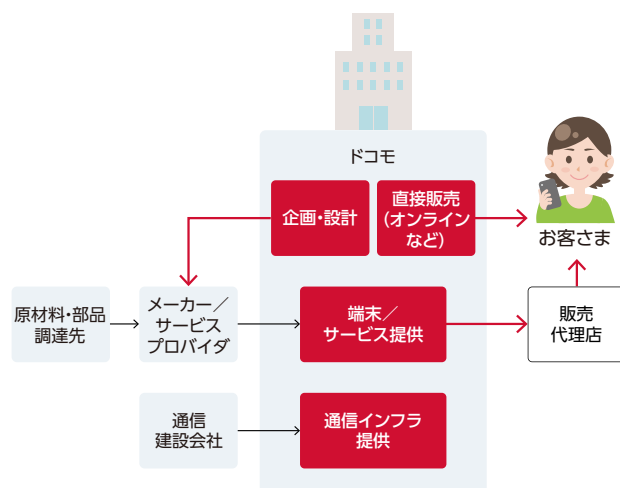 ドコモ
企画・設計
直接販売
(オンライン
など)
お客さま
原材料・部品
調達先
メーカー／
サービス
プロバイダ
端末／
サービス提供
販売
代理店
通信
建設会社
通信インフラ
提供